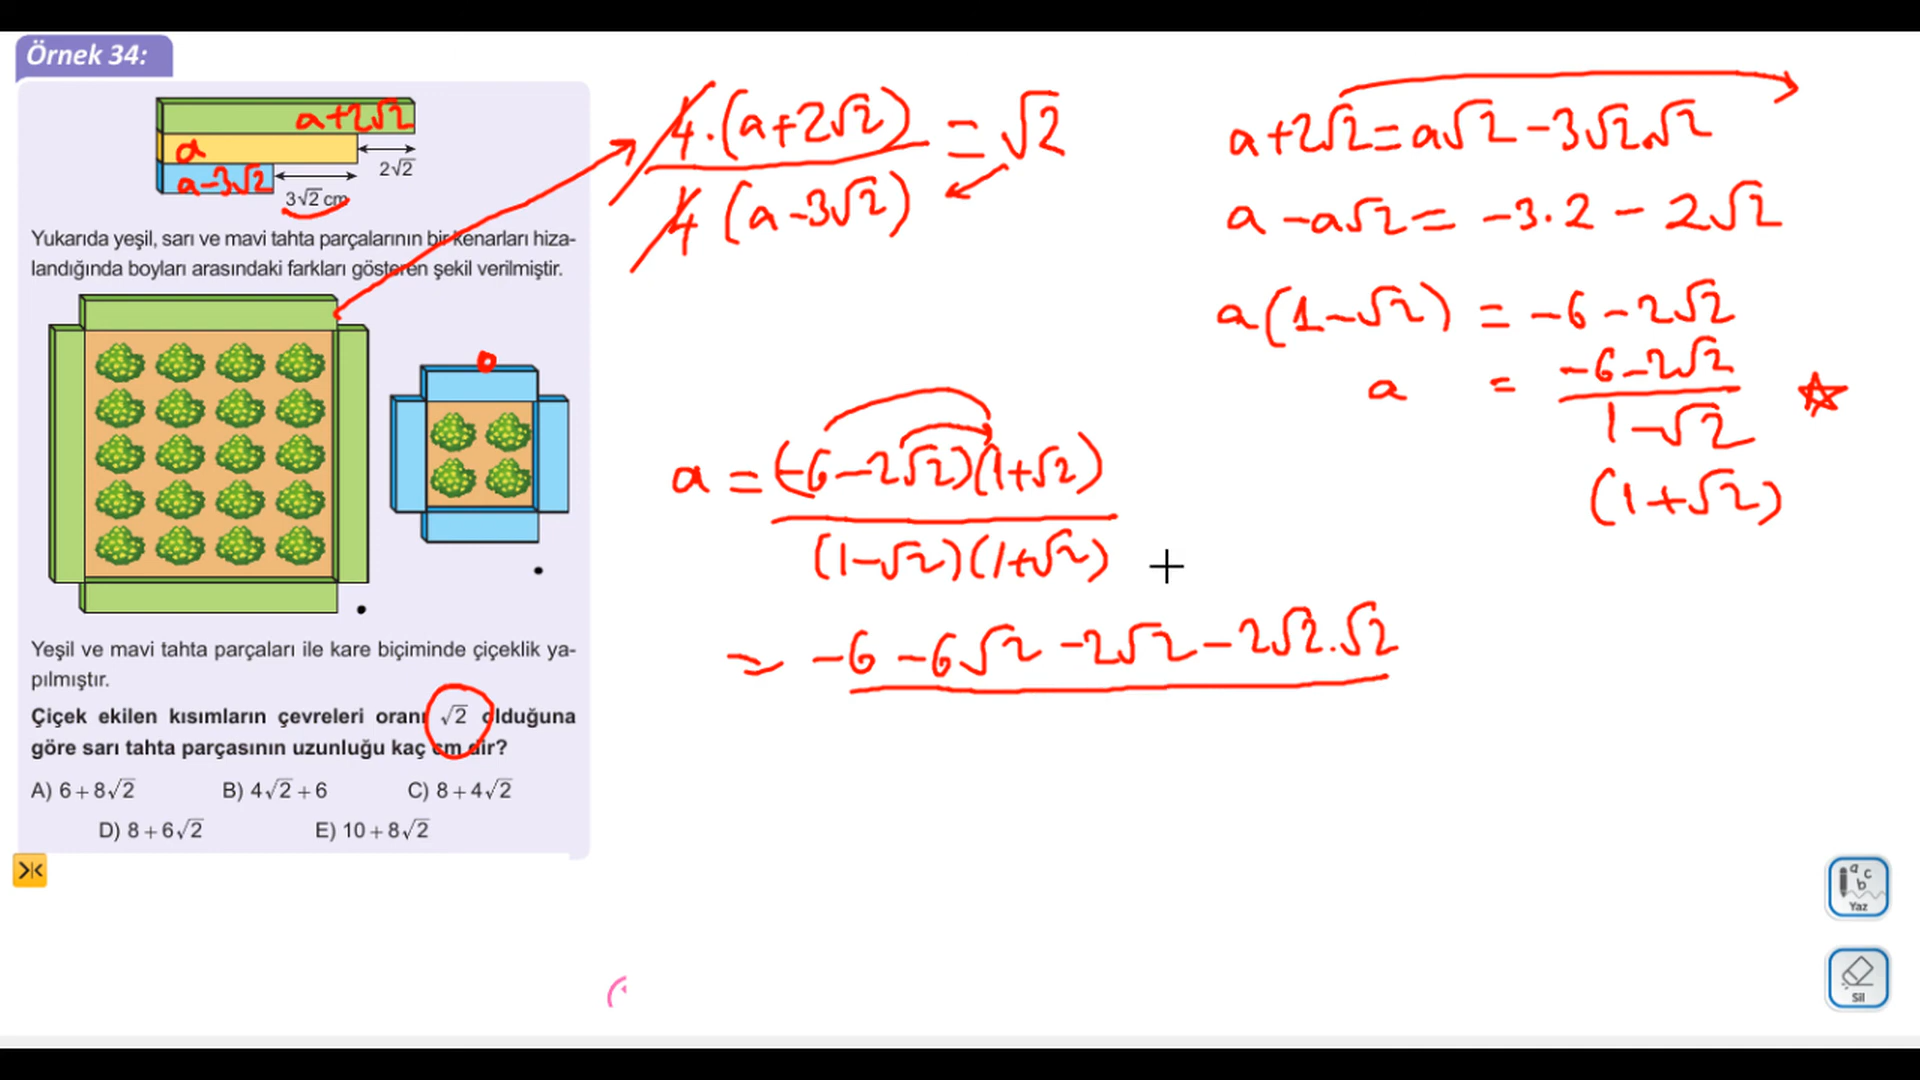 Örnek 34:
a+2√2
a
2√2
a-3√2
3√2 cm
Yukarıda yeşil, sarı ve mavi tahta parçalarının bir kenarları hiza-
landığında boyları arasındaki farkları gösteren şekil verilmiştir.
Yeşil ve mavi tahta parçaları ile kare biçiminde çiçeklik ya-
pılmıştır.
Çiçek ekilen kısımların çevreleri oranı √2 olduğuna
göre sarı tahta parçasının uzunluğu kaç cm dir?
A) 6 + 8√2 B) 4√2 + 6 C) 8 + 4√2
D) 8 + 6√2 E) 10 + 8√2
4.(a+2√2) / 4(a-3√2) = √2
a+2√2=a√2-3√2.√2
a-a√2=-3.2-2√2
a(1-√2)=-6-2√2
a = -6-2√2 / 1-√2
(1+√2)
a = (-6-2√2)(1+√2) / (1-√2)(1+√2)
= -6-6√2-2√2-2√2.√2
a b c
Yaz
Sil